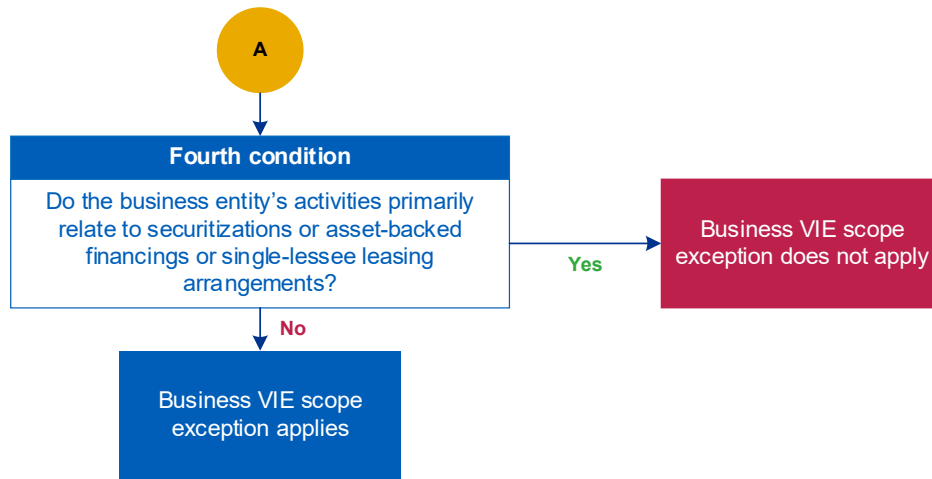 A
Fourth condition
Do the business entity’s activities primarily
relate to securitizations or asset-backed
financings or single-lessee leasing
arrangements?
Yes
Business VIE scope
exception does not apply
No
Business VIE scope
exception applies